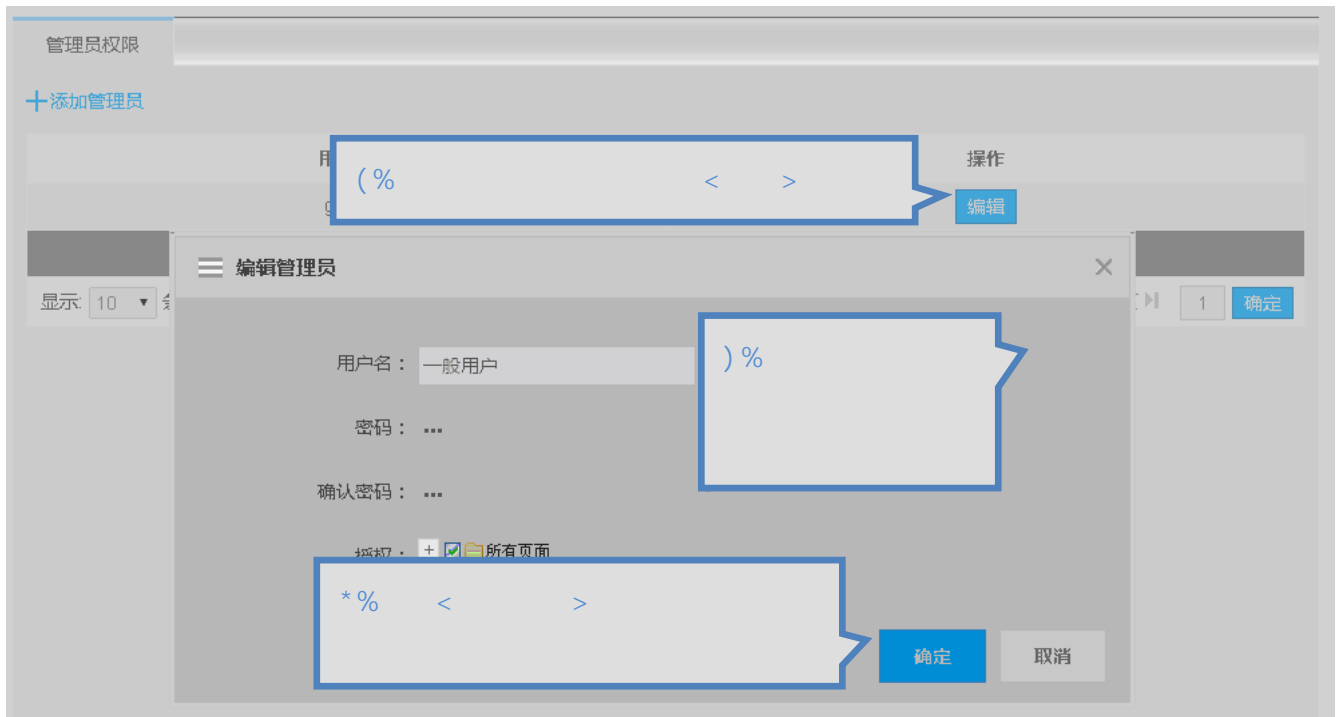 管理员权限
添加管理员
操作
(% < >
编辑
编辑管理员
显示: 10
1 确定
用户名： 一般用户
)%
密码： •••
确认密码： •••
授权： + 所有页面
*% < >
确定 取消